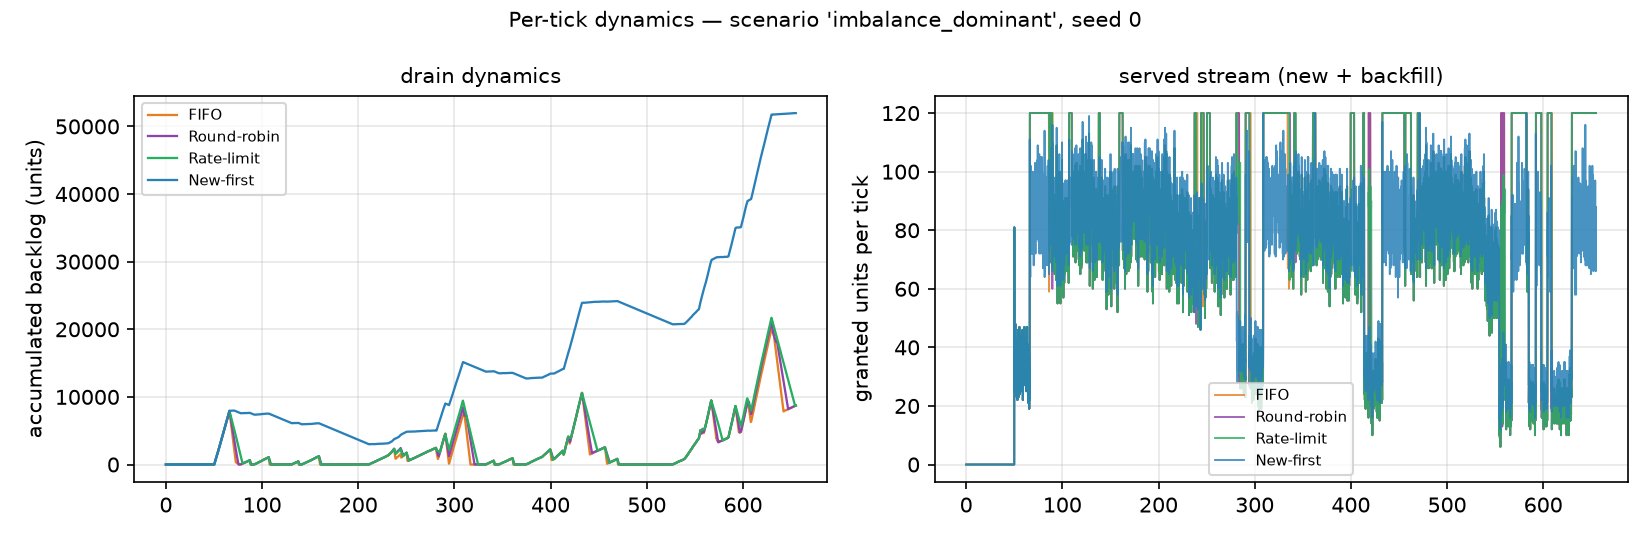 Per-tick dynamics — scenario 'imbalance_dominant', seed 0
drain dynamics
accumulated backlog (units)
50000
40000
30000
20000
10000
0
FIFO
Round-robin
Rate-limit
New-first
0 100 200 300 400 500 600
served stream (new + backfill)
granted units per tick
120
100
80
60
40
20
0
FIFO
Round-robin
Rate-limit
New-first
0 100 200 300 400 500 600